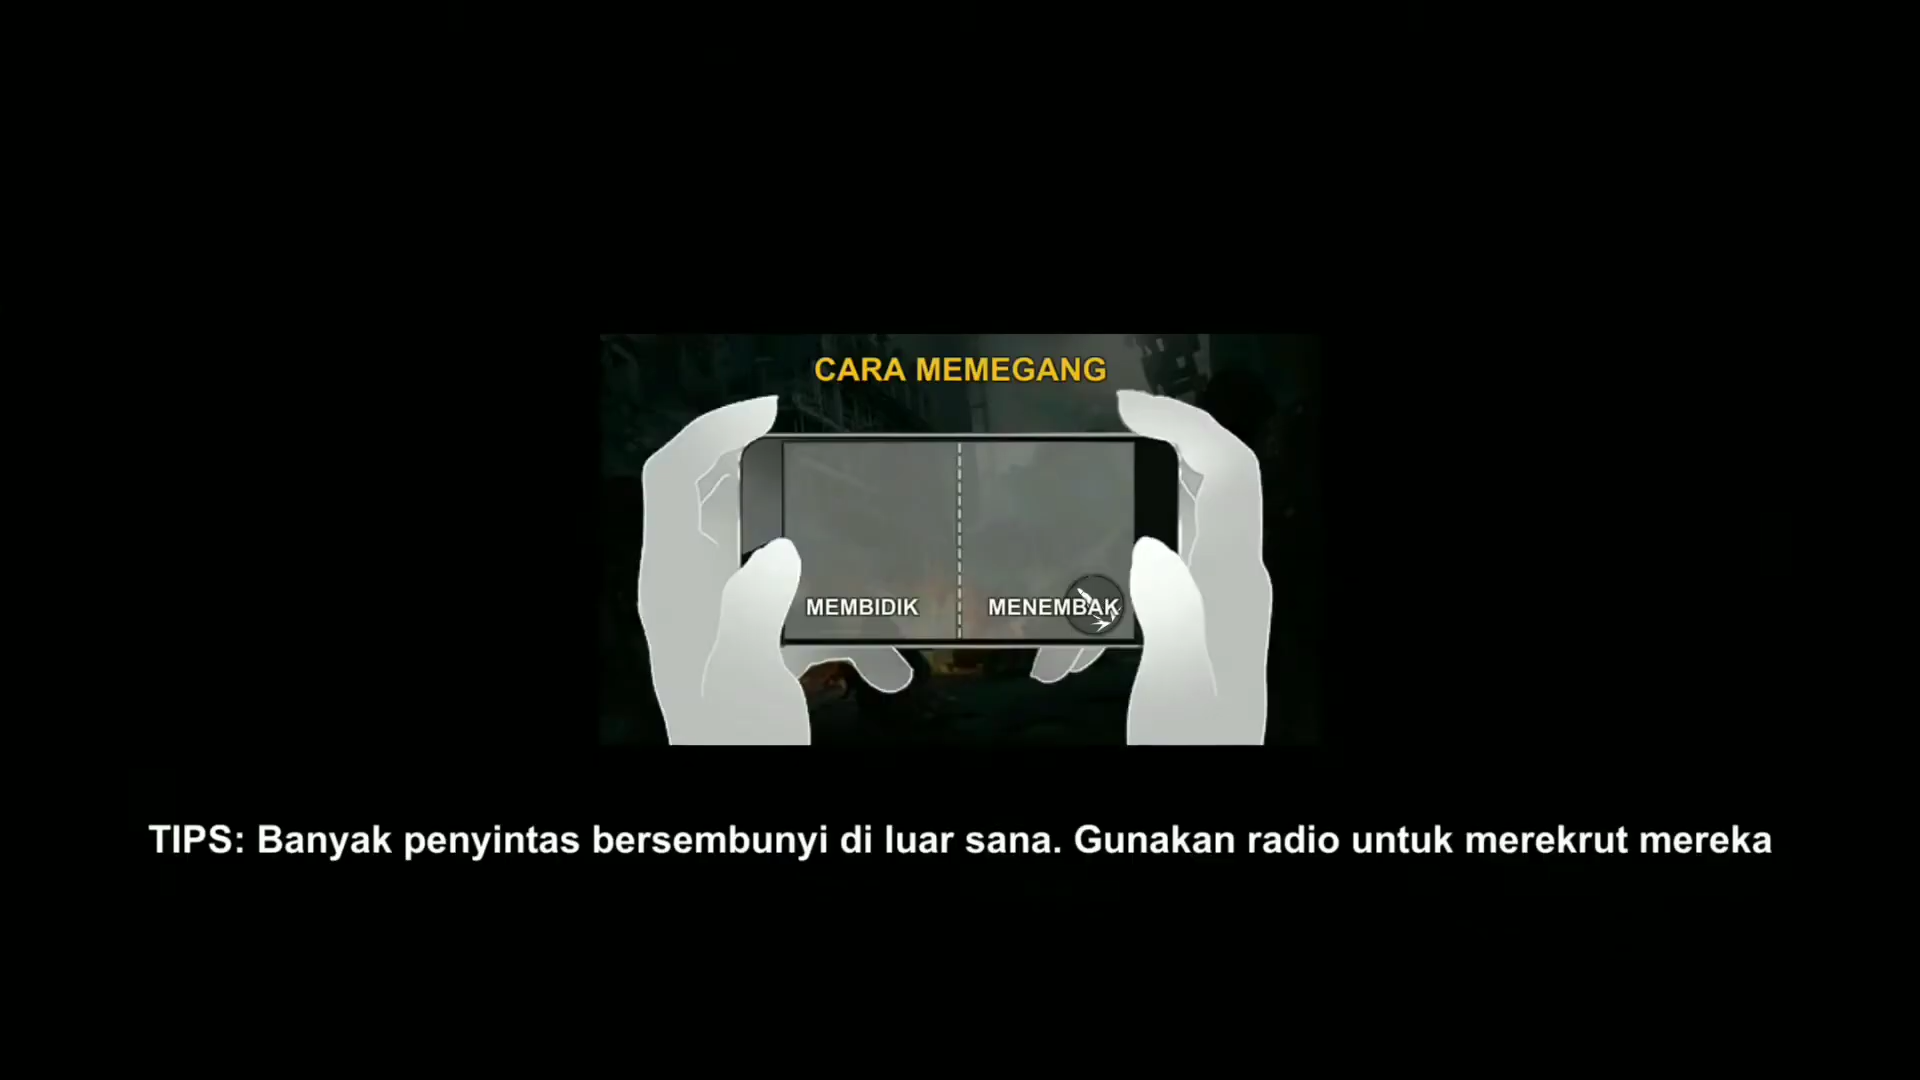 CARA MEMEGANG
MEMBIDIK MENEMBAK
TIPS: Banyak penyintas bersembunyi di luar sana. Gunakan radio untuk merekrut mereka